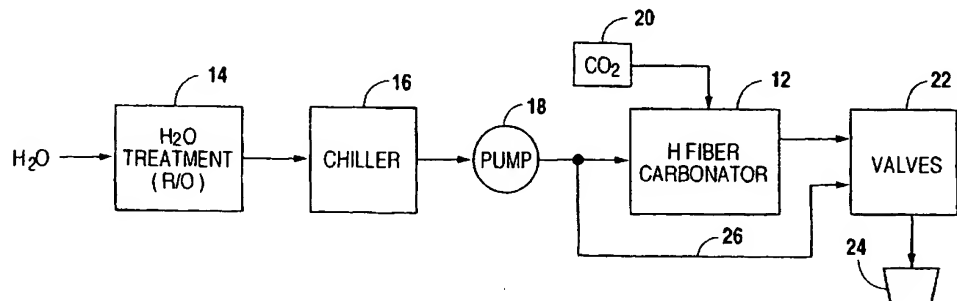 20
CO₂
14
16
18
12
22
H₂O
H₂O
TREATMENT
(R/O)
CHILLER
PUMP
H FIBER
CARBONATOR
VALVES
26
24